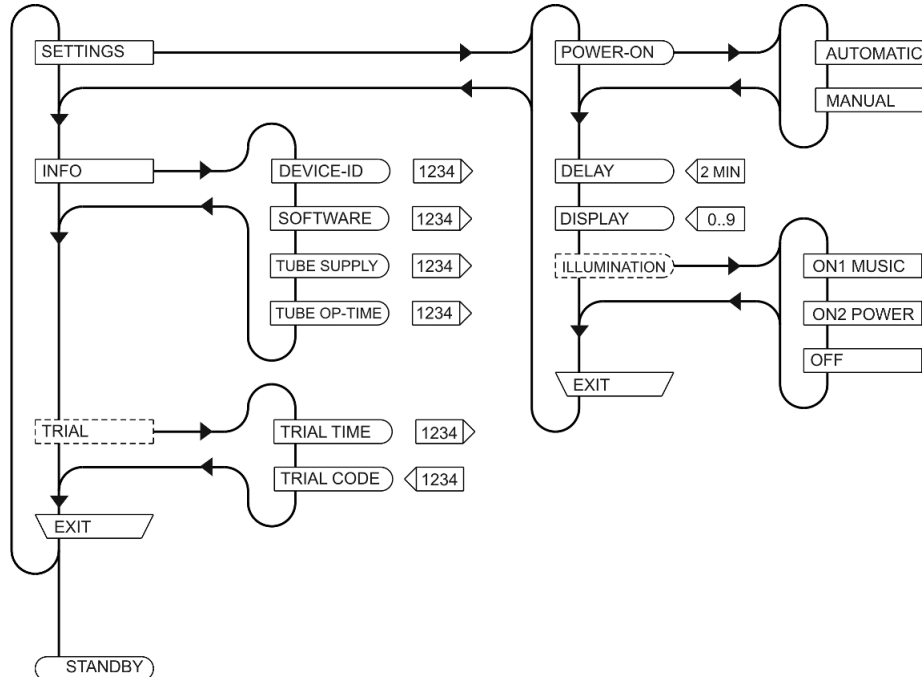 SETTINGS
POWER-ON
AUTOMATIC
MANUAL
INFO
DEVICE-ID 1234
SOFTWARE 1234
TUBE SUPPLY 1234
TUBE OP-TIME 1234
DELAY 2 MIN
DISPLAY 0..9
ILLUMINATION
ON1 MUSIC
ON2 POWER
OFF
EXIT
TRIAL
TRIAL TIME 1234
TRIAL CODE 1234
EXIT
STANDBY